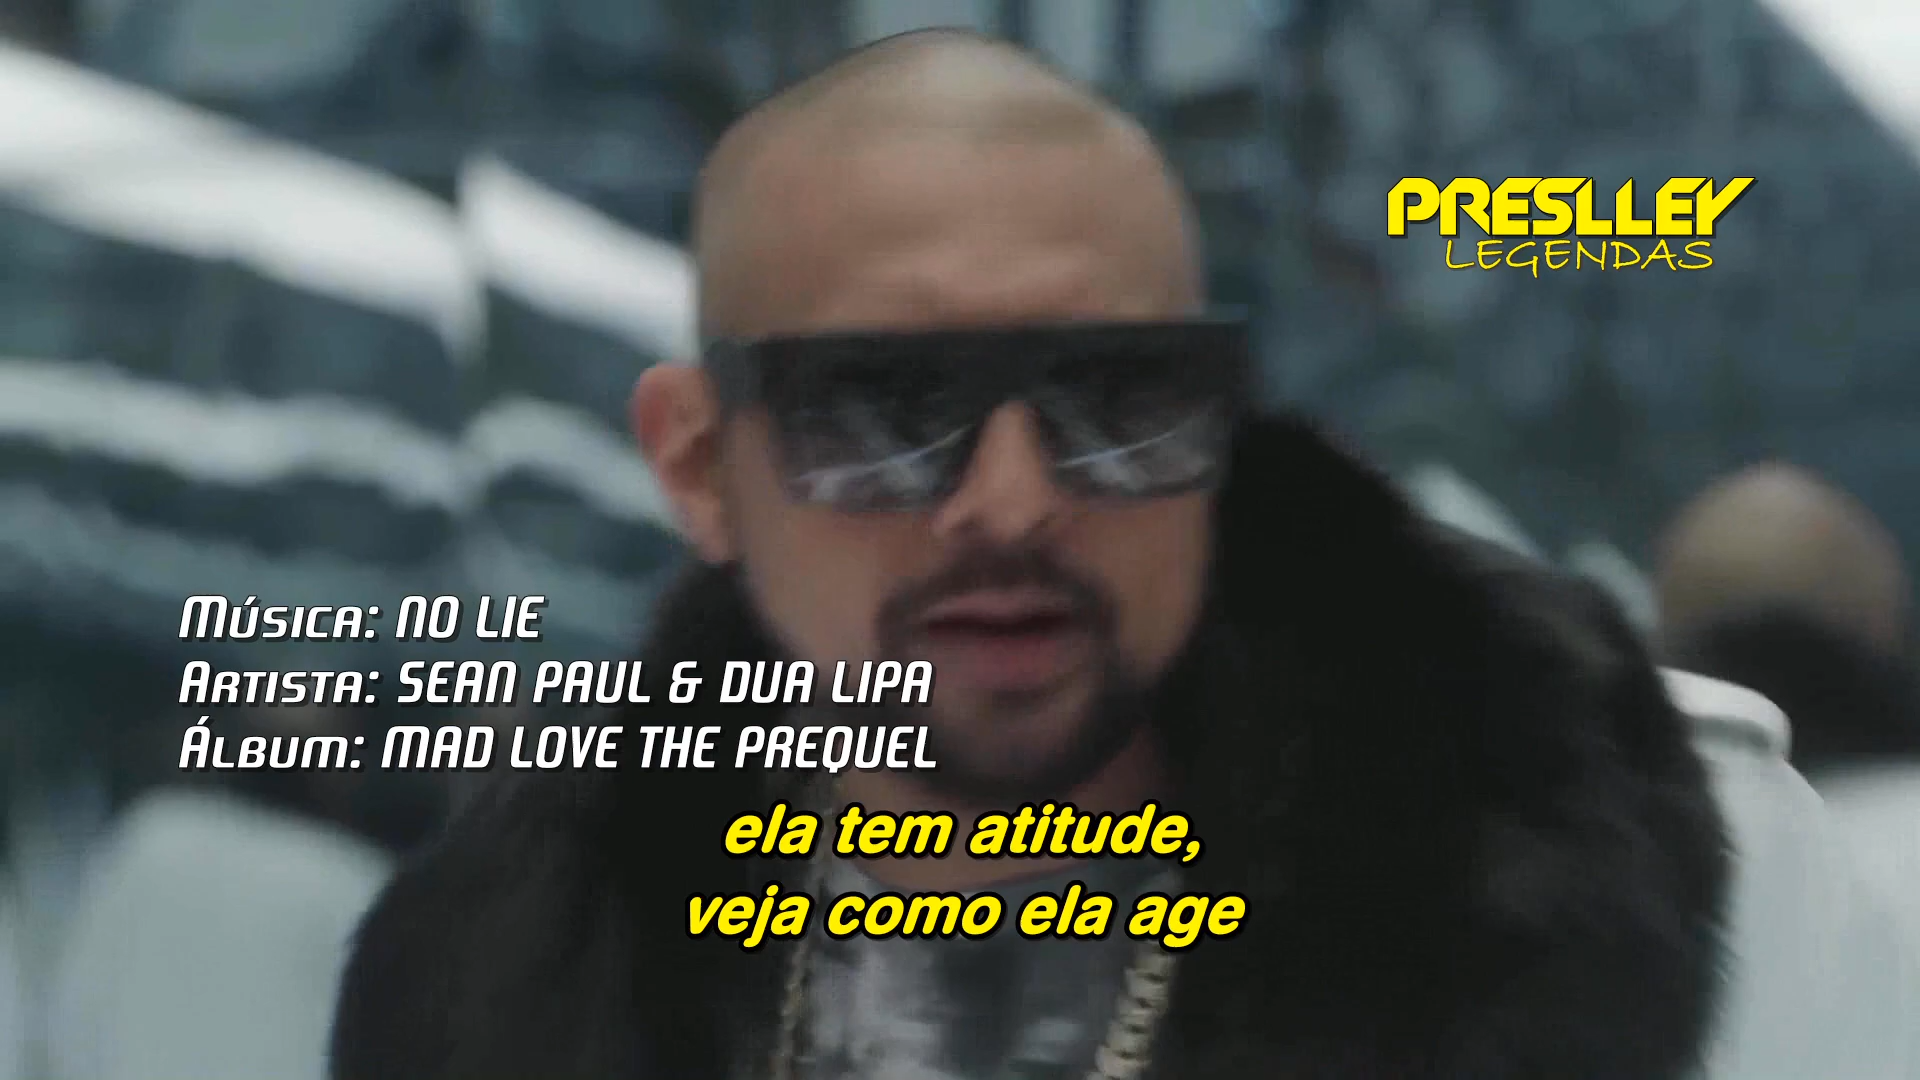 PRESLLEY
LEGENDAS
Música: NO LIE
Artista: SEAN PAUL & DUA LIPA
Álbum: MAD LOVE THE PREQUEL
ela tem atitude,
veja como ela age